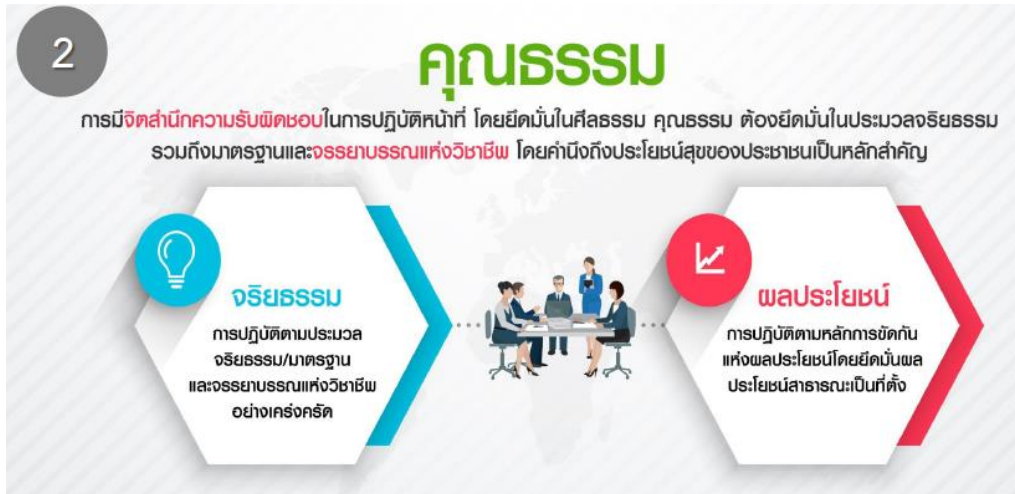 2
คุณธรรม
การมีจิตสำนึกความรับผิดชอบในการปฏิบัติหน้าที่ โดยยึดมั่นในศีลธรรม คุณธรรม ต้องยึดมั่นในประมวลจริยธรรม
รวมถึงมาตรฐานและจรรยาบรรณแห่งวิชาชีพ โดยคำนึงถึงประโยชน์สุขของประชาชนเป็นหลักสำคัญ
จริยธรรม
การปฏิบัติตามประมวล
จริยธรรม/มาตรฐาน
และจรรยาบรรณแห่งวิชาชีพ
อย่างเคร่งครัด
ผลประโยชน์
การปฏิบัติตามหลักการขัดกัน
แห่งผลประโยชน์โดยยึดมั่นผล
ประโยชน์สาธารณะเป็นที่ตั้ง